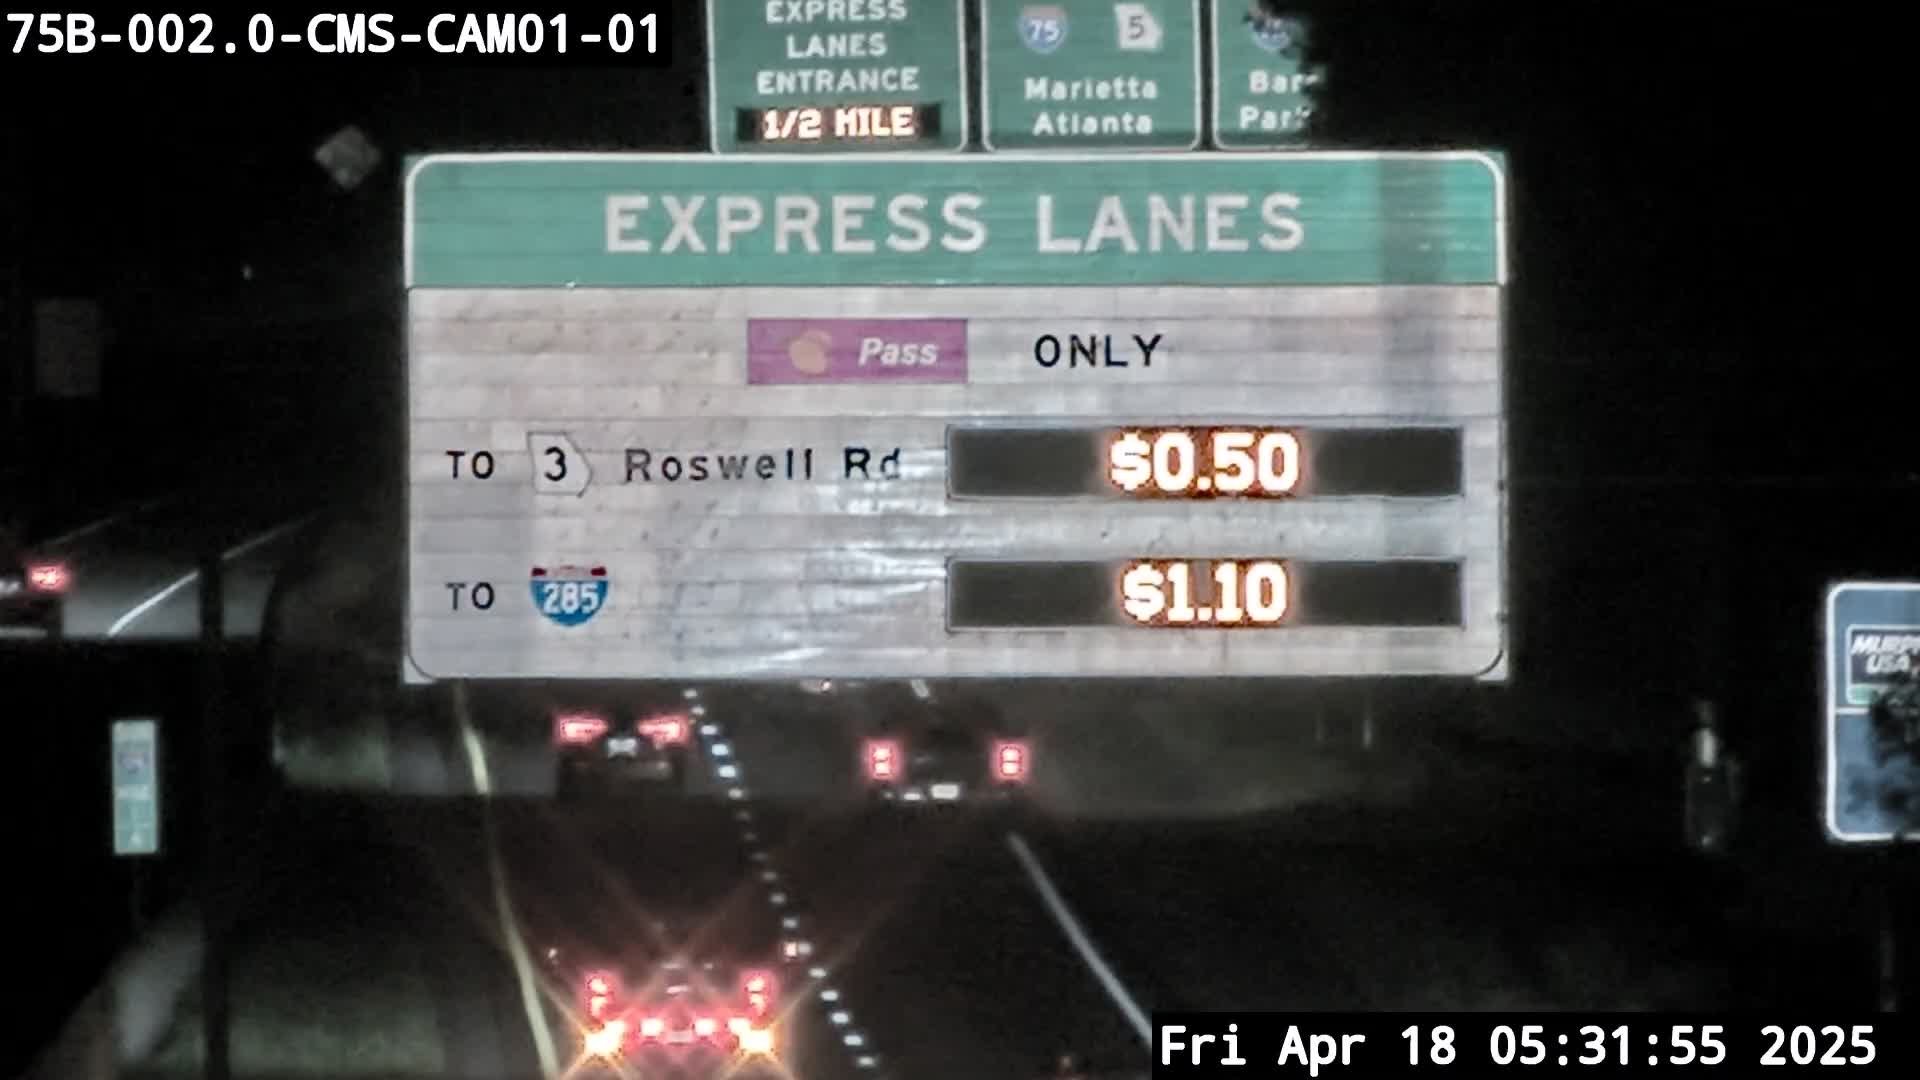 75B-002.0-CMS-CAM01-01
EXPRESS
LANES
ENTRANCE
1/2 MILE
75 5
Marietta
Atlanta
EXPRESS LANES
Pass ONLY
TO 3 Roswell Rd $0.50
TO 285 $1.10
USA
Fri Apr 18 05:31:55 2025